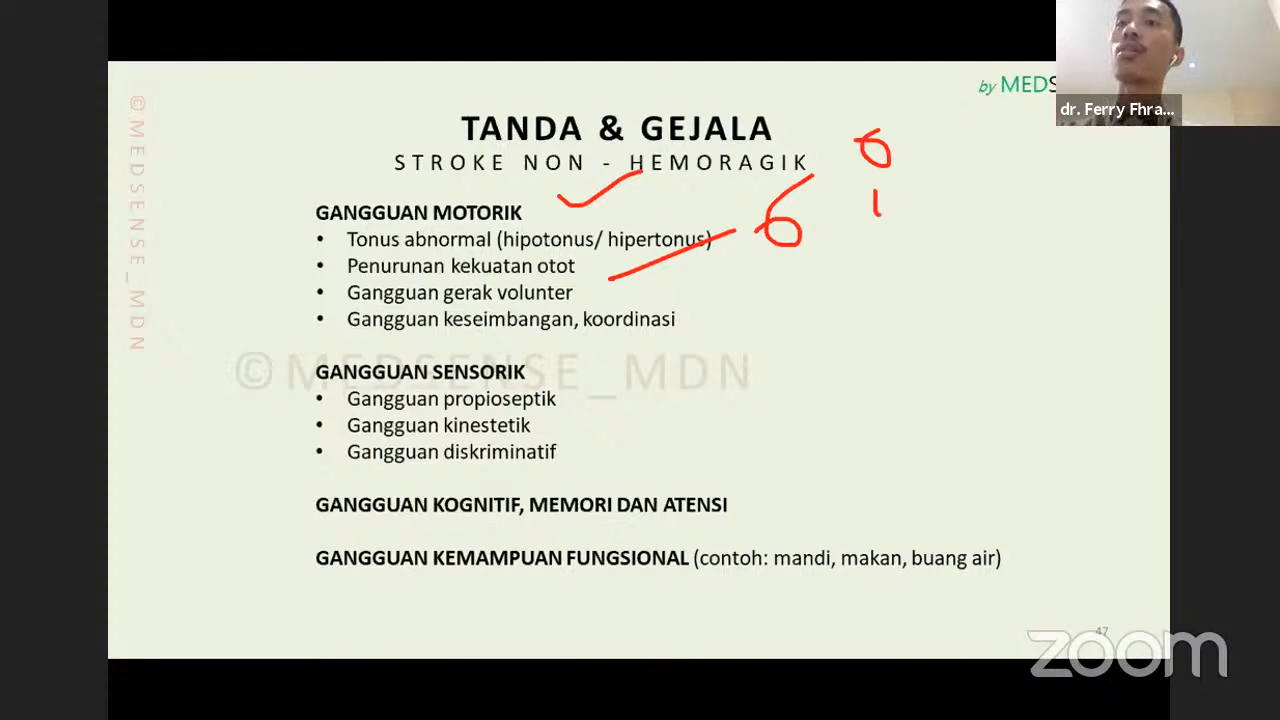 by MEDS
dr. Ferry Fhra...
TANDA & GEJALA
STROKE NON - HEMORAGIK
GANGGUAN MOTORIK
• Tonus abnormal (hipotonus/ hipertonus)
• Penurunan kekuatan otot
• Gangguan gerak volunter
• Gangguan keseimbangan, koordinasi
GANGGUAN SENSORIK
• Gangguan propioseptik
• Gangguan kinestetik
• Gangguan diskriminatif
GANGGUAN KOGNITIF, MEMORI DAN ATENSI
GANGGUAN KEMAMPUAN FUNGSIONAL (contoh: mandi, makan, buang air)
©MEDSENSE_MDN
©MEDSENSE_MDN
47
zoom